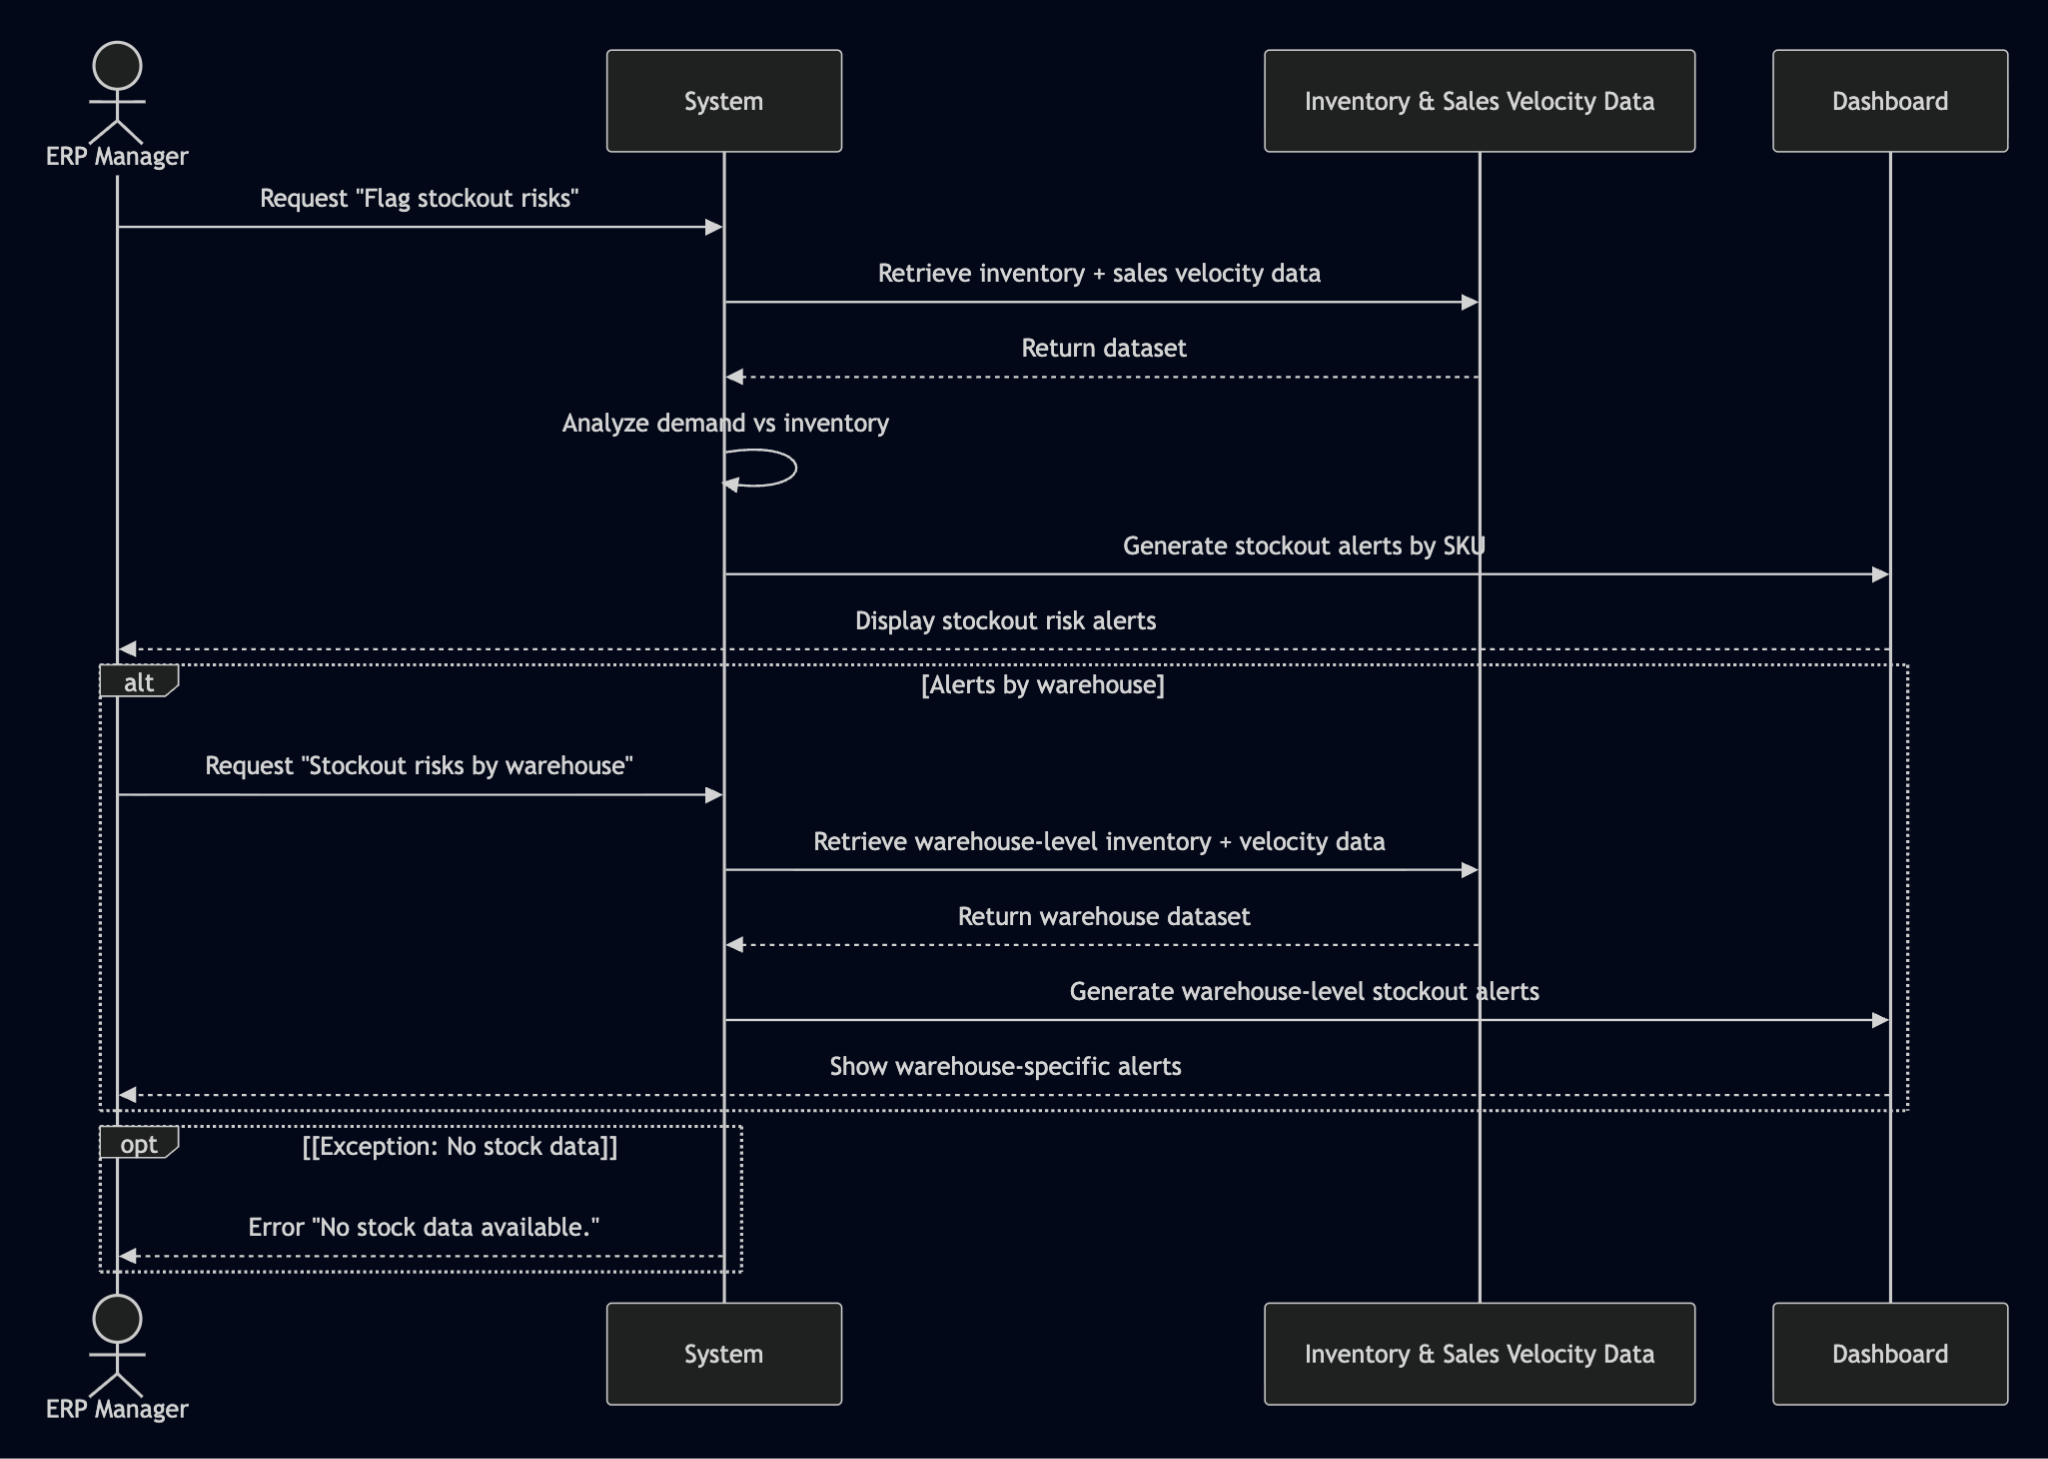 ERP Manager
System
Inventory & Sales Velocity Data
Dashboard
Request "Flag stockout risks"
Retrieve inventory + sales velocity data
Return dataset
Analyze demand vs inventory
Generate stockout alerts by SKU
Display stockout risk alerts
alt
[Alerts by warehouse]
Request "Stockout risks by warehouse"
Retrieve warehouse-level inventory + velocity data
Return warehouse dataset
Generate warehouse-level stockout alerts
Show warehouse-specific alerts
opt
[[Exception: No stock data]]
Error "No stock data available."
ERP Manager
System
Inventory & Sales Velocity Data
Dashboard